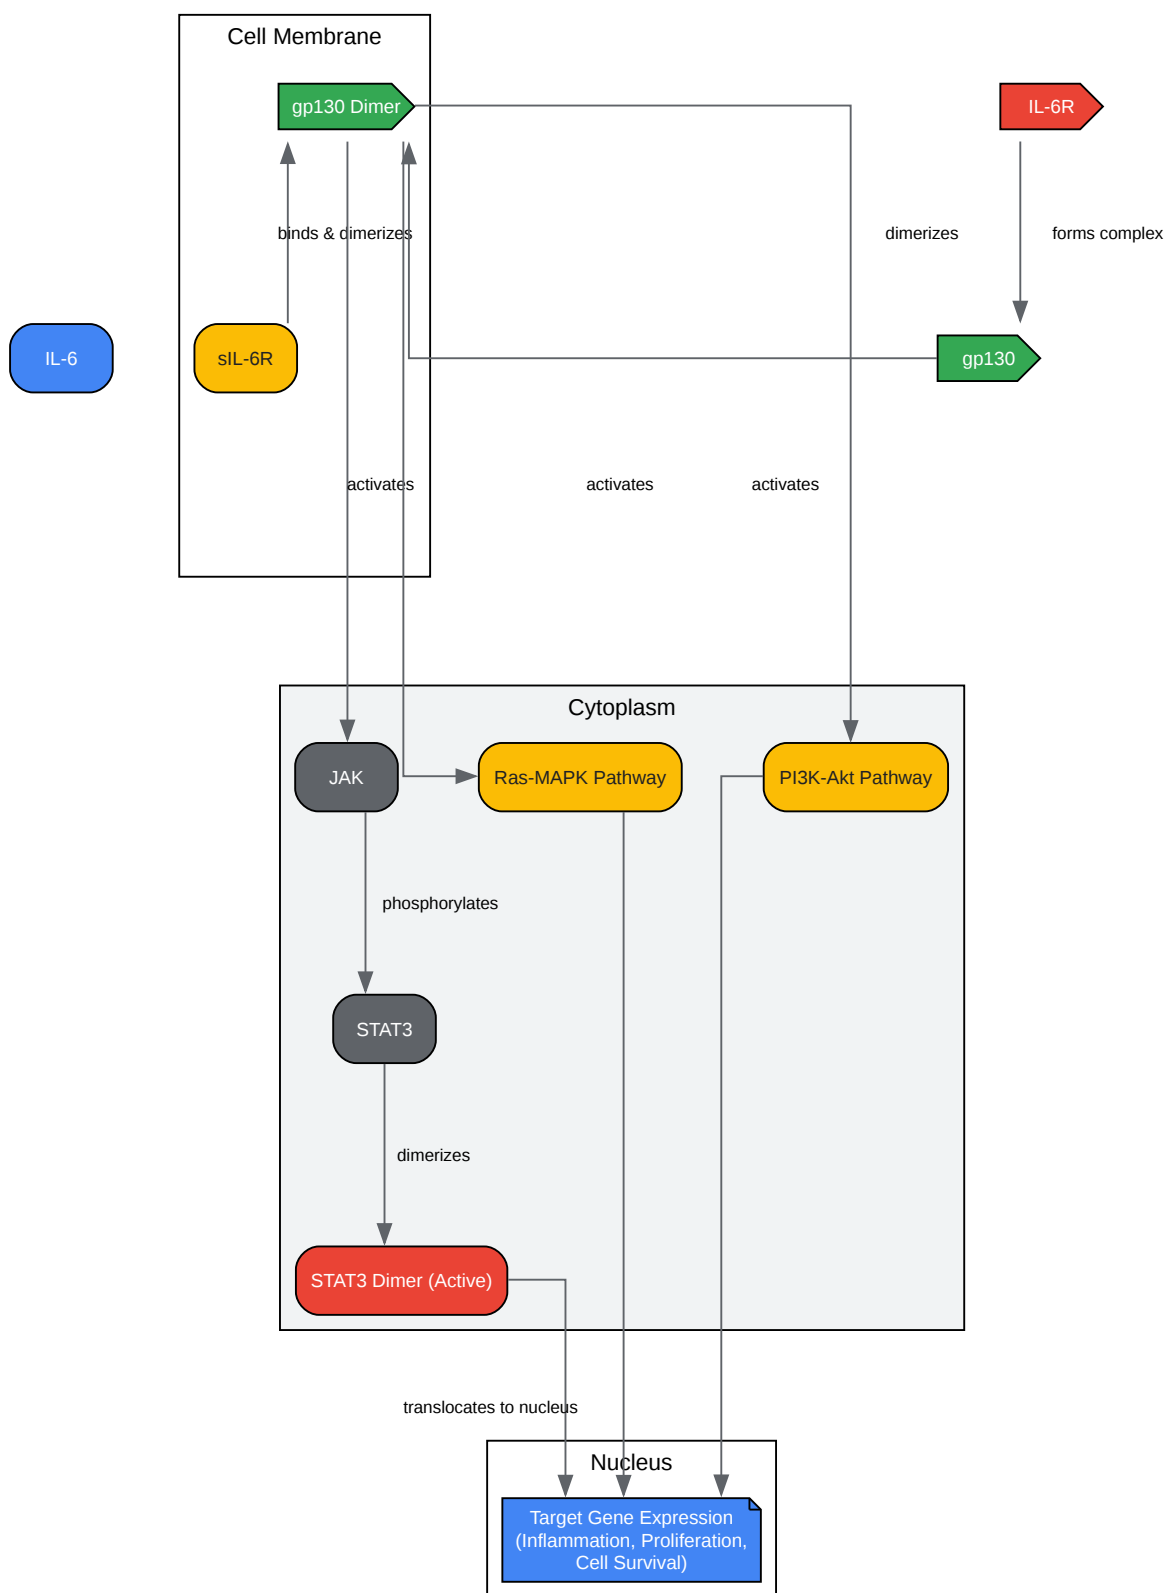 Cell Membrane
gp130 Dimer
IL-6R
binds & dimerizes
dimerizes
forms complex
IL-6
sIL-6R
gp130
activates
activates
activates
Cytoplasm
JAK
Ras-MAPK Pathway
PI3K-Akt Pathway
phosphorylates
STAT3
dimerizes
STAT3 Dimer (Active)
translocates to nucleus
Nucleus
Target Gene Expression
(Inflammation, Proliferation,
Cell Survival)